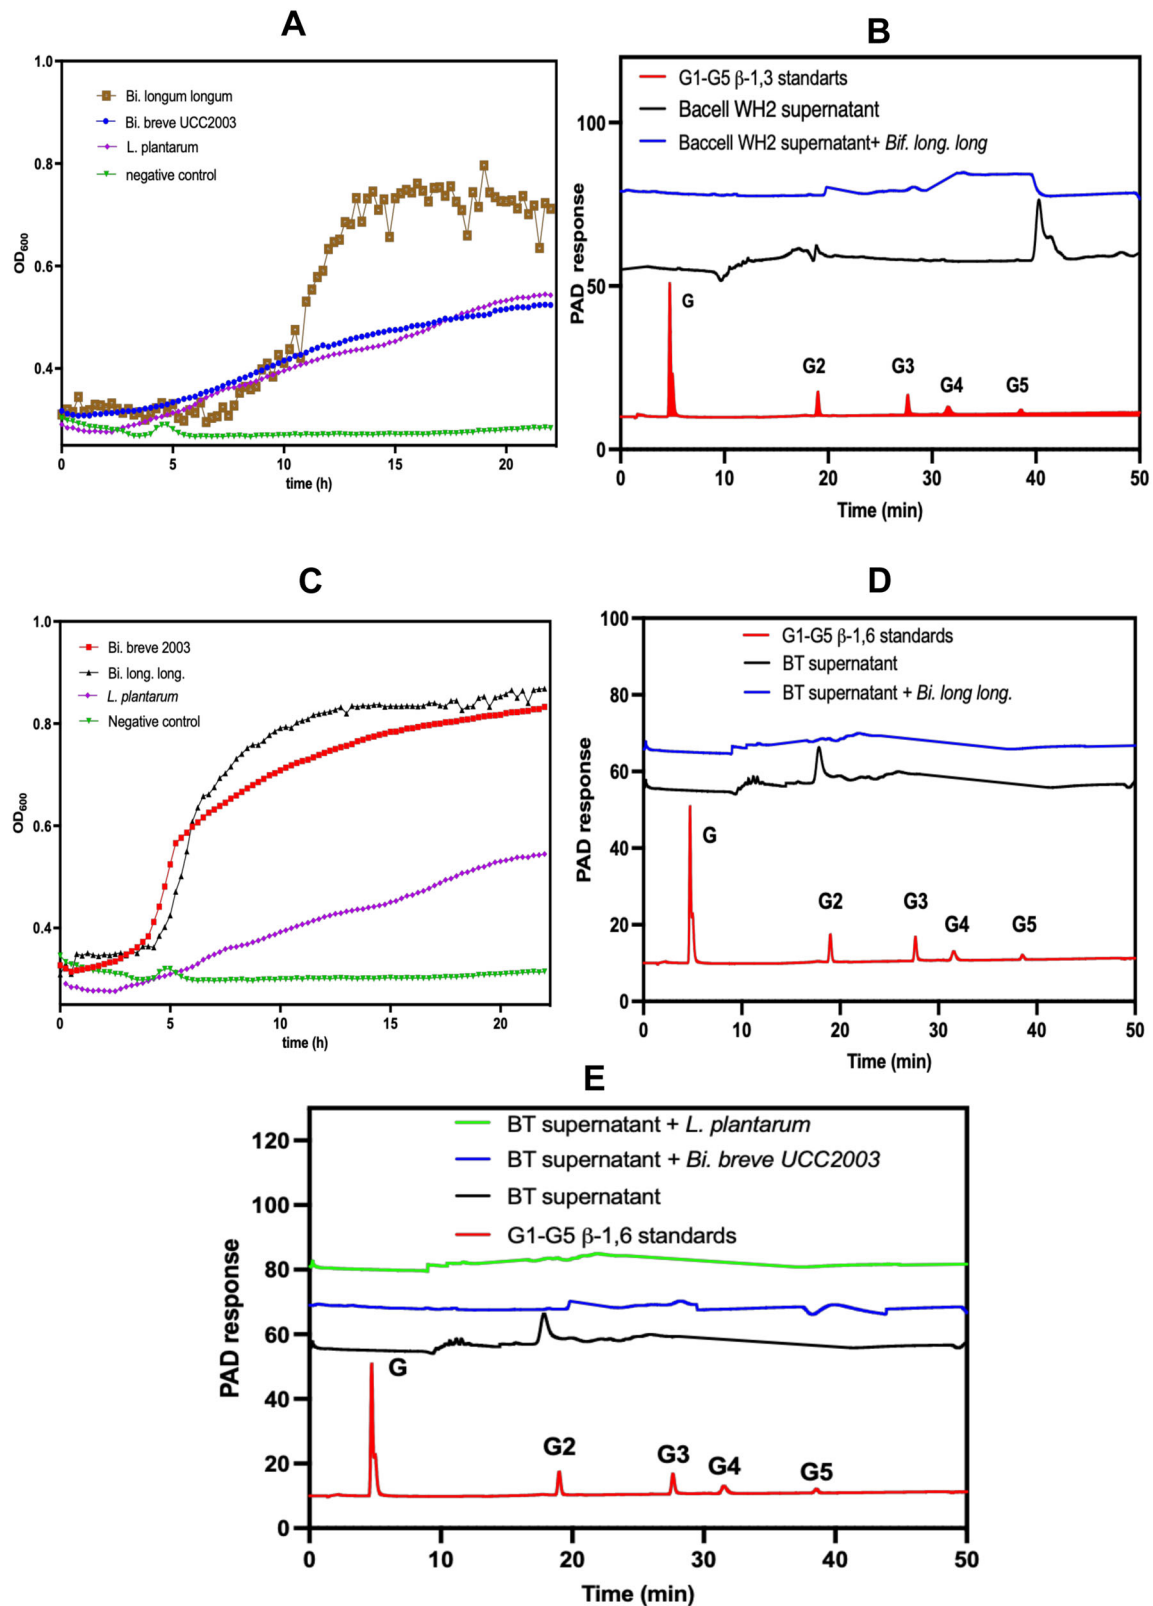 A
1.0
0.8
0.6
0.4
OD600
Bi. longum longum
Bi. breve UCC2003
L. plantarum
negative control
0 5 10 15 20
time (h)
B
G1-G5 β-1,3 standarts
Bacell WH2 supernatant
Baccell WH2 supernatant+ Bif. long. long
100
50
0
PAD response
G
G2
G3
G4
G5
0 10 20 30 40 50
Time (min)
C
1.0
0.8
0.6
0.4
OD600
Bi. breve 2003
Bi. long. long.
L. plantarum
Negative control
0 5 10 15 20
time (h)
D
100
80
60
40
20
0
PAD response
G1-G5 β-1,6 standards
BT supernatant
BT supernatant + Bi. long long.
G
G2
G3
G4
G5
0 10 20 30 40 50
Time (min)
E
120
100
80
60
40
20
0
PAD response
BT supernatant + L. plantarum
BT supernatant + Bi. breve UCC2003
BT supernatant
G1-G5 β-1,6 standards
G
G2
G3
G4
G5
0 10 20 30 40 50
Time (min)